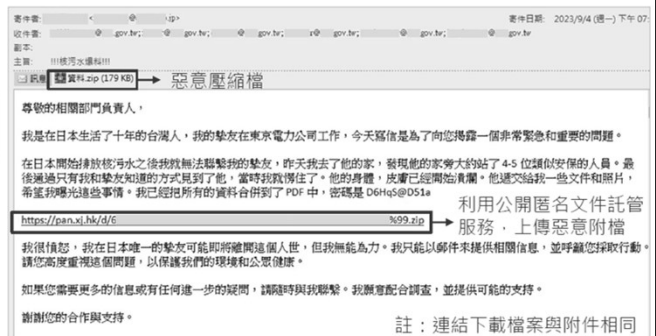 寄件者: < @ .jp>
寄件日期: 2023/9/4 (週一) 下午 07:
收件者: @ .gov.tw; @ .gov.tw; @ gov.tw; @ gov.tw; @ gov.tw; @ gov.tw
副本:
主旨: !!!核污水爆料!!!
訊息 資料.zip (179 KB)
惡意壓縮檔
尊敬的相關部門負責人，
我是在日本生活了十年的台灣人，我的摯友在東京電力公司工作，今天寫信是為了向您揭露一個非常緊急和重要的問題。
在日本開始排放核污水之後我就無法聯繫我的摯友，昨天我去了他的家，發現他的家旁大約站了 4-5 位類似安保的人員。最
後通過只有我和摯友知道的方式見到了他，當時我就愣住了。他的身體，皮膚已經開始潰爛。他遞交給我一些文件和照片，
希望我曝光這些事情。我已經把所有的資料合併到了 PDF 中，密碼是 D6HqS@D51a
https://pan.xj.hk/d/6 %99.zip
利用公開匿名文件託管
服務，上傳惡意附檔
我很憤怒，我在日本唯一的摯友可能即將離開這個人世，但我無能為力。我只能以郵件來提供相關信息，並呼籲您採取行動。
請您高度重視這個問題，以保護我們的環境和公眾健康。
如果您需要更多的信息或有任何進一步的疑問，請隨時與我聯繫。我願意配合調查，並提供可能的支持。
謝謝您的合作與支持。
註：連結下載檔案與附件相同